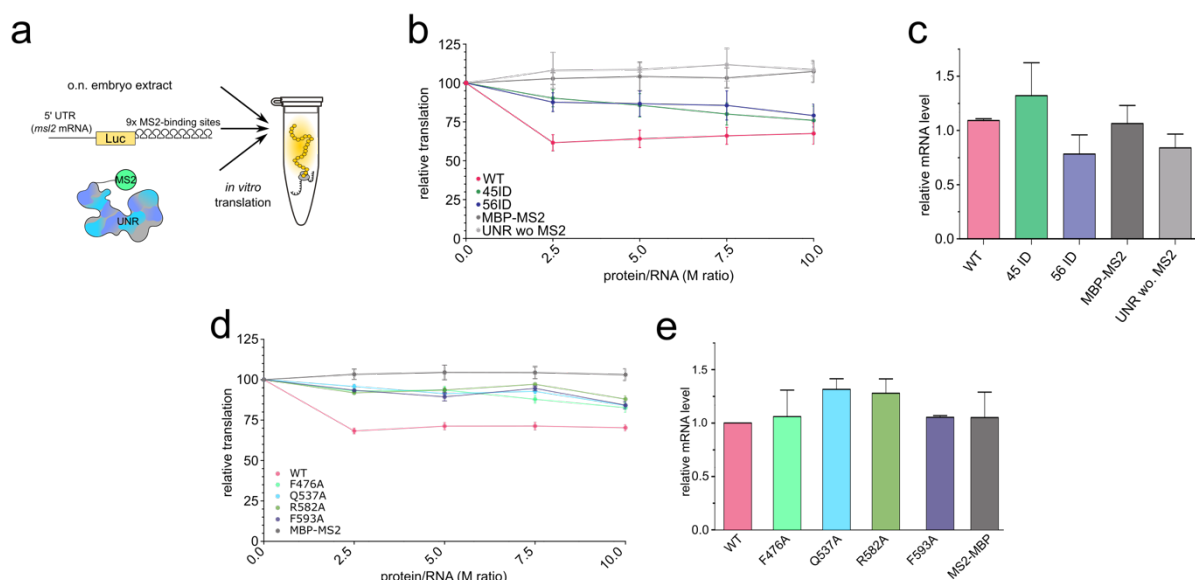 a
o.n. embryo extract
5' UTR
(msl2 mRNA)
9x MS2-binding sites
Luc
MS2
UNR
in vitro
translation
b
relative translation
125
100
75
50
25
0
WT
45ID
56ID
MBP-MS2
UNR wo MS2
0.0
2.5
5.0
7.5
10.0
protein/RNA (M ratio)
c
relative mRNA level
1.5
1.0
0.5
0.0
WT
45 ID
56 ID
MBP-MS2
UNR wo. MS2
d
relative translation
125
100
75
50
25
0
WT
F476A
Q537A
R582A
F593A
MBP-MS2
0.0
2.5
5.0
7.5
10.0
protein/RNA (M ratio)
e
relative mRNA level
1.5
1.0
0.5
0.0
WT
F476A
Q537A
R582A
F593A
MS2-MBP